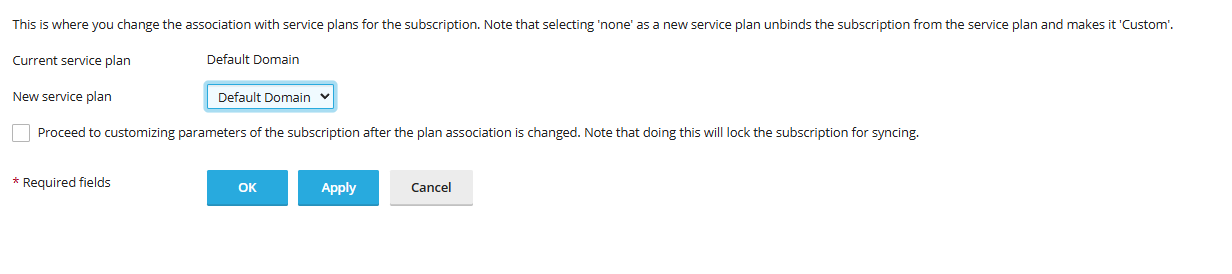 This is where you change the association with service plans for the subscription. Note that selecting 'none' as a new service plan unbinds the subscription from the service plan and makes it 'Custom'.
Current service plan Default Domain
New service plan Default Domain
Proceed to customizing parameters of the subscription after the plan association is changed. Note that doing this will lock the subscription for syncing.
* Required fields OK Apply Cancel